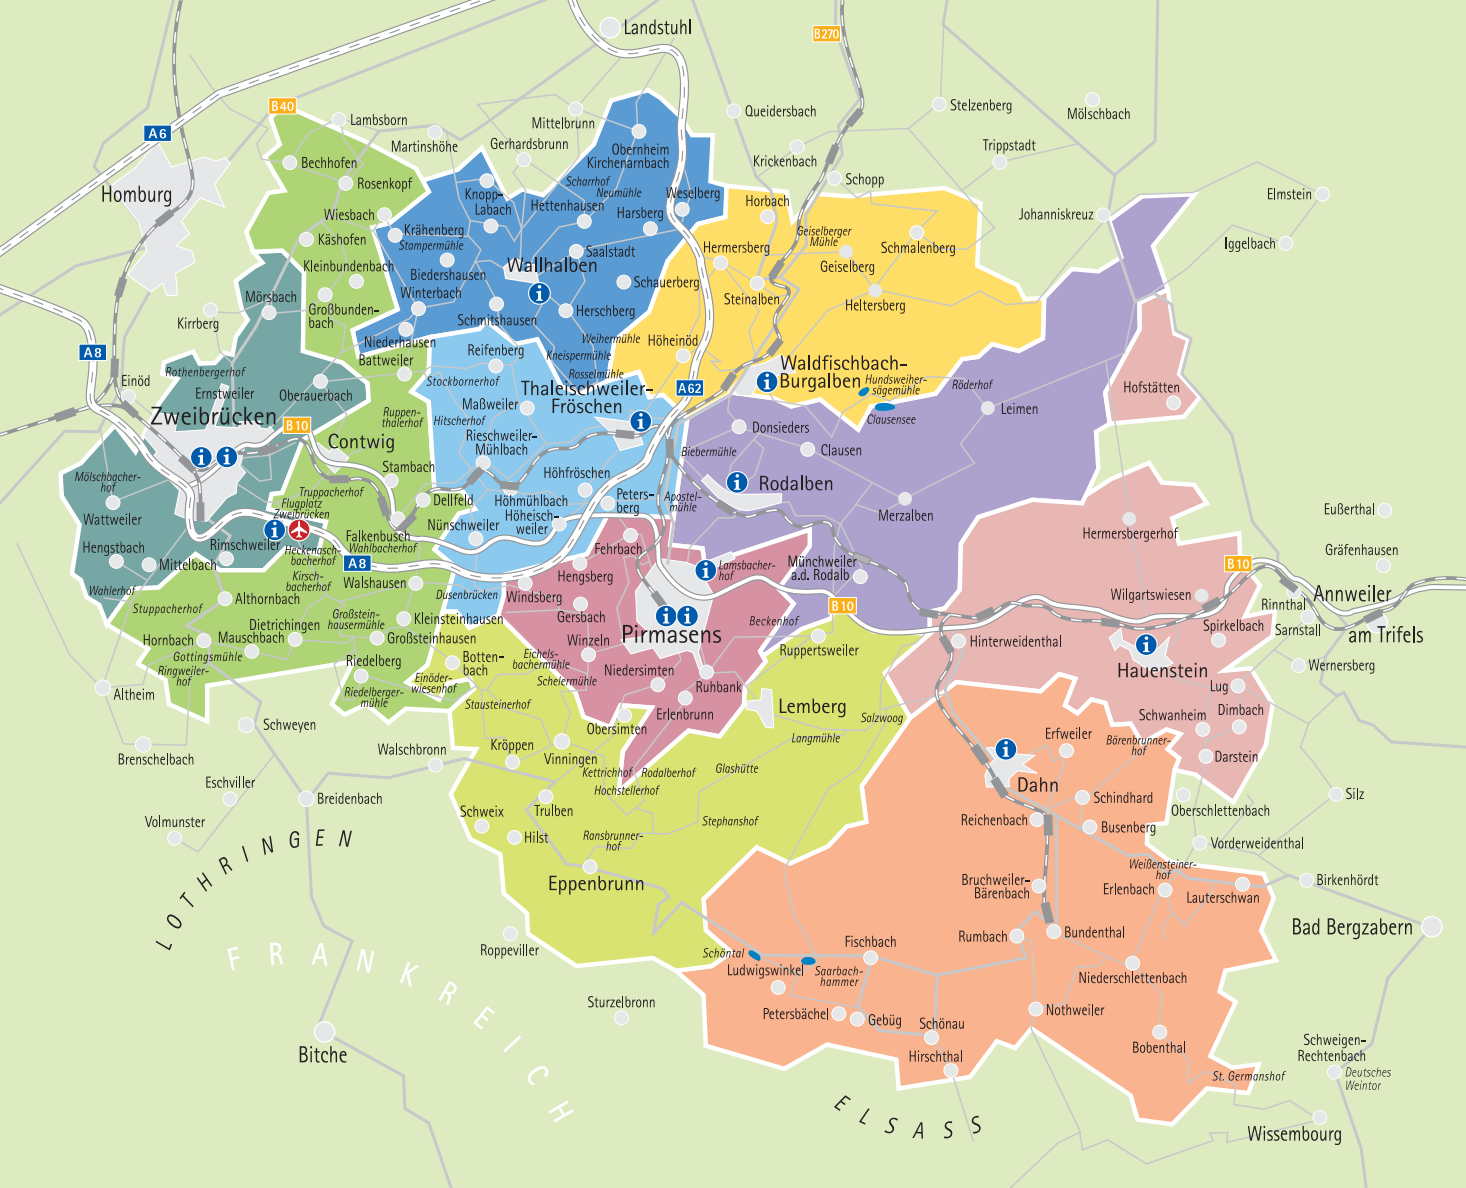 Landstuhl
B270
B40
Lambsborn
Martinshöhe
Mittelbrunn
Gerhardsbrunn
Queidersbach
Stelzenberg
Mölschbach
A6
Homburg
Bechhofen
Rosenkopf
Obernheim
Kirchenarnbach
Krickenbach
Trippstadt
Schopp
Elmstein
Wiesbach
Knopp-
Labach
Scharrhof
Neumühle
Hettenhausen
Harsberg
Weselberg
Horbach
Johanniskreuz
Iggelbach
Käshofen
Krähenberg
Stampermühle
Saalstadt
Geiselberger
Mühle
Schmalenberg
Hermersberg
Geiselberg
Kleinbundenbach
Biedershausen
Wallhalben
Schauerberg
Steinalben
Heltersberg
Mörsbach
Großbunden-
bach
Winterbach
Schmitshausen
Herschberg
Kirrberg
Niederhausen
Battweiler
Weihermühle
Kneispermühle
Rosselmühle
Höheinöd
A8
Einöd
Rothenbergerhof
Ernstweiler
Oberauerbach
Reifenberg
Stockbornerhof
Thaleischweiler-
Fröschen
A62
Waldfischbach-
Burgalben
Hundsweiher-
sägemühle
Clausensee
Röderhof
Leimen
Hofstätten
Zweibrücken
B10
Contwig
Ruppen-
thalerhof
Maßweiler
Hitscherhof
Rieschweiler-
Mühlbach
Donsieders
Clausen
Biebermühle
Rodalben
Merzalben
Mölschbacher-
hof
Wattweiler
Truppacherhof
Flugplatz
Zweibrücken
Stambach
Dellfeld
Höhfröschen
Höhmühlbach
Höheisch-
weiler
Peters-
berg
Apostel-
mühle
Hengstbach
Mittelbach
Rimschweiler
Heckenasch-
bacherhof
Falkenbusch
Wahlbacherhof
Nünschweiler
Fehrbach
Hermersbergerhof
Eußerthal
Gräfenhausen
Wahlerhof
Kirsch-
bacherhof
A8
Walshausen
Dusenbrücken
Windsberg
Hengsberg
Lamsbacher-
hof
Münchweiler
a.d. Rodalb
B10
B10
Wilgartswiesen
Rinnthal
Annweiler
am Trifels
Stuppacherhof
Althornbach
Großstein-
hausermühle
Kleinsteinhausen
Gersbach
Pirmasens
Beckenhof
Spirkelbach
Sarnstall
Hornbach
Mauschbach
Dietrichingen
Großsteinhausen
Winzeln
Ruppertsweiler
Hinterweidenthal
Hauenstein
Wernersberg
Gottingsmühle
Ringweiler-
hof
Riedelberg
Botten-
bach
Eichels-
bachermühle
Schelermühle
Niedersimten
Ruhbank
Altheim
Riedelberger-
mühle
Einöder-
wiesenhof
Stausteinerhof
Erlenbrunn
Lemberg
Salzwoog
Lug
Schwanheim
Dimbach
Schweyen
Obersimten
Langmühle
Erfweiler
Bärenbrunner-
hof
Darstein
Brenschelbach
Walschbronn
Kröppen
Vinningen
Kettrichhof
Rodalberhof
Hochstellerhof
Glashütte
Dahn
Schindhard
Oberschlettenbach
Silz
Eschviller
Breidenbach
Trulben
Schweix
Hilst
Stephanshof
Reichenbach
Busenberg
Vorderweidenthal
Volmunster
LOTHRINGEN
Ransbrunner-
hof
Eppenbrunn
Bruchweiler-
Bärenbach
Weißensteiner-
hof
Erlenbach
Lauterschwan
Birkenhördt
Bad Bergzabern
FRANKREICH
Roppeviller
Schöntal
Ludwigswinkel
Saarbach-
hammer
Fischbach
Rumbach
Bundenthal
Niederschlettenbach
Sturzelbronn
Petersbächel
Gebüg
Schönau
Nothweiler
Bobenthal
Bitche
Hirschthal
St. Germanshof
Schweigen-
Rechtenbach
Deutsches
Weintor
ELSASS
Wissembourg